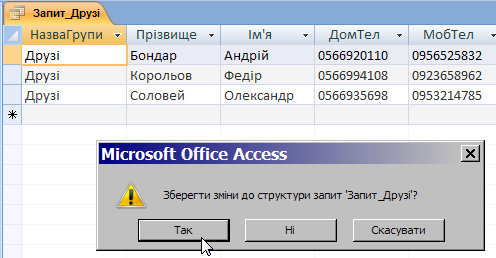 Запит_Друзі
НазваГрупи Прізвище Ім'я ДомТел МобТел
Друзі Бондар Андрій 0566920110 0956525832
Друзі Корольов Федір 0566994108 0923658962
Друзі Соловей Олександр 0566935698 0953214785
Microsoft Office Access
Зберегти зміни до структури запит 'Запит_Друзі'?
Так Ні Скасувати